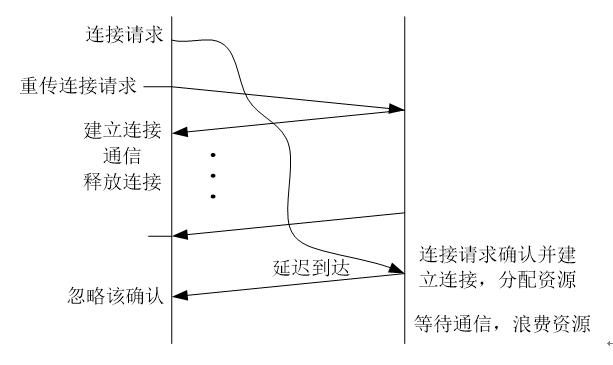 连接请求
重传连接请求
建立连接
通信
释放连接
延迟到达
忽略该确认
连接请求确认并建
立连接，分配资源
等待通信，浪费资源